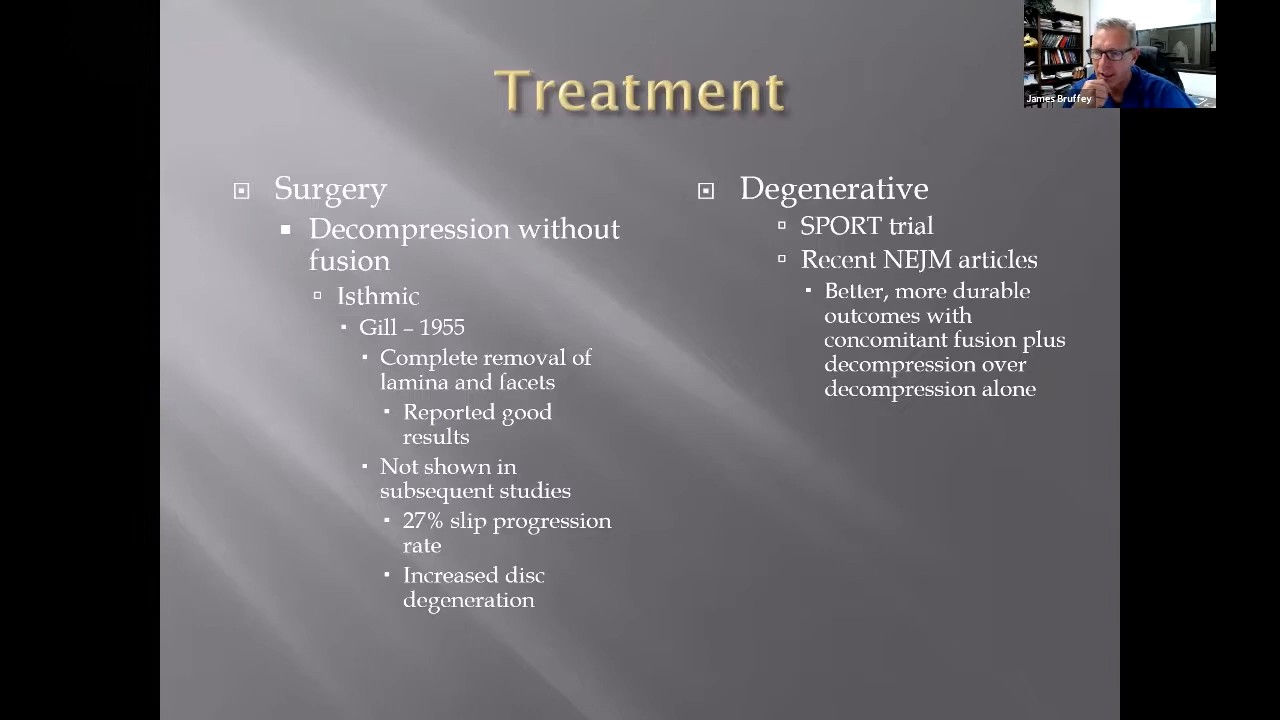 Treatment
James Bruffey
Surgery
Decompression without
fusion
Isthmic
Gill – 1955
Complete removal of
lamina and facets
Reported good
results
Not shown in
subsequent studies
27% slip progression
rate
Increased disc
degeneration
Degenerative
SPORT trial
Recent NEJM articles
Better, more durable
outcomes with
concomitant fusion plus
decompression over
decompression alone